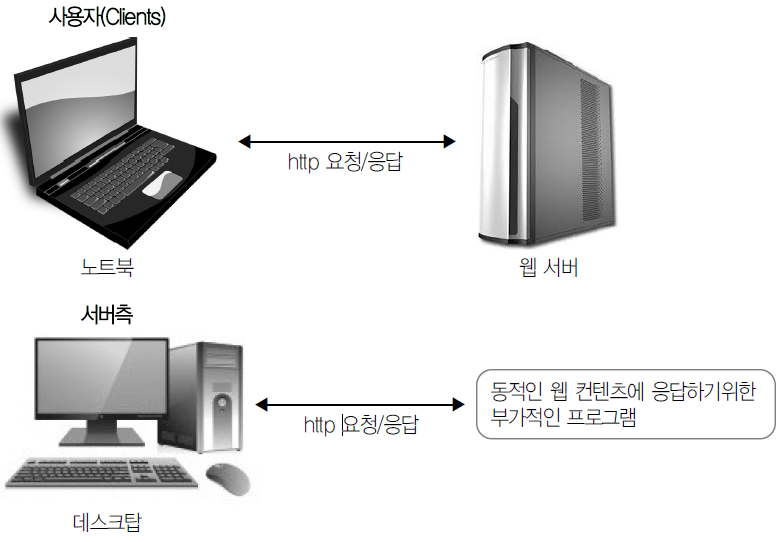 사용자(Clients)
http 요청/응답
노트북
웹 서버
서버측
동적인 웹 컨텐츠에 응답하기위한
부가적인 프로그램
http 요청/응답
데스크탑